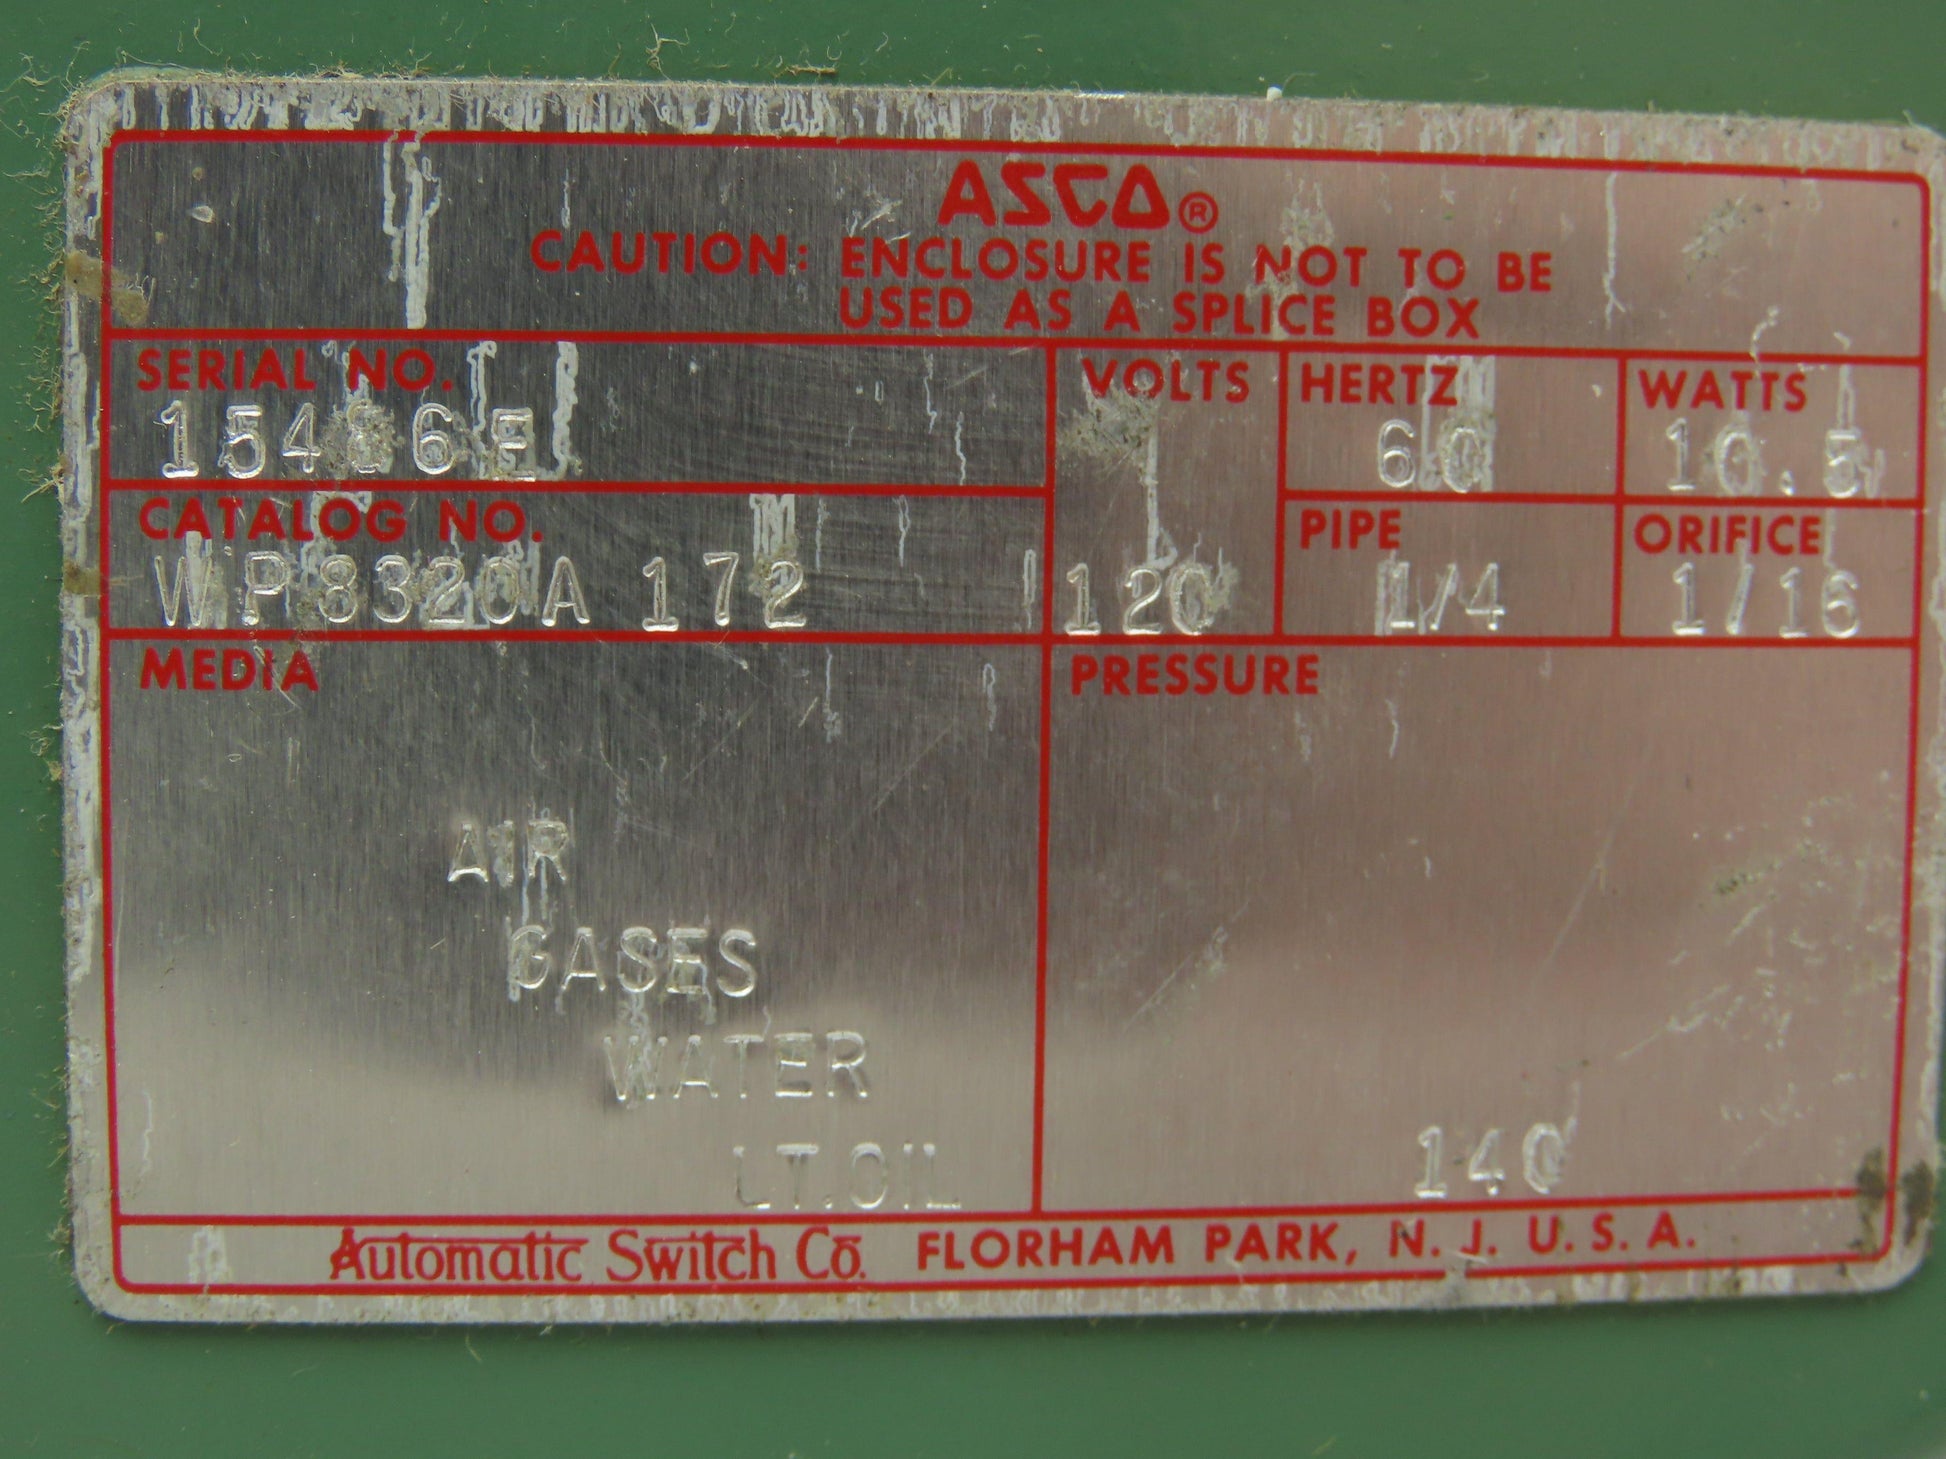 ASCO®
CAUTION: ENCLOSURE IS NOT TO BE
USED AS A SPLICE BOX
SERIAL NO.
VOLTS
HERTZ
WATTS
60
10.5
CATALOG NO.
PIPE
ORIFICE
WP8320A172
120
1/4
1/16
MEDIA
PRESSURE
AIR
GASES
WATER
LT.OIL
140
Automatic Switch Co. FLORHAM PARK, N. J. U. S. A.